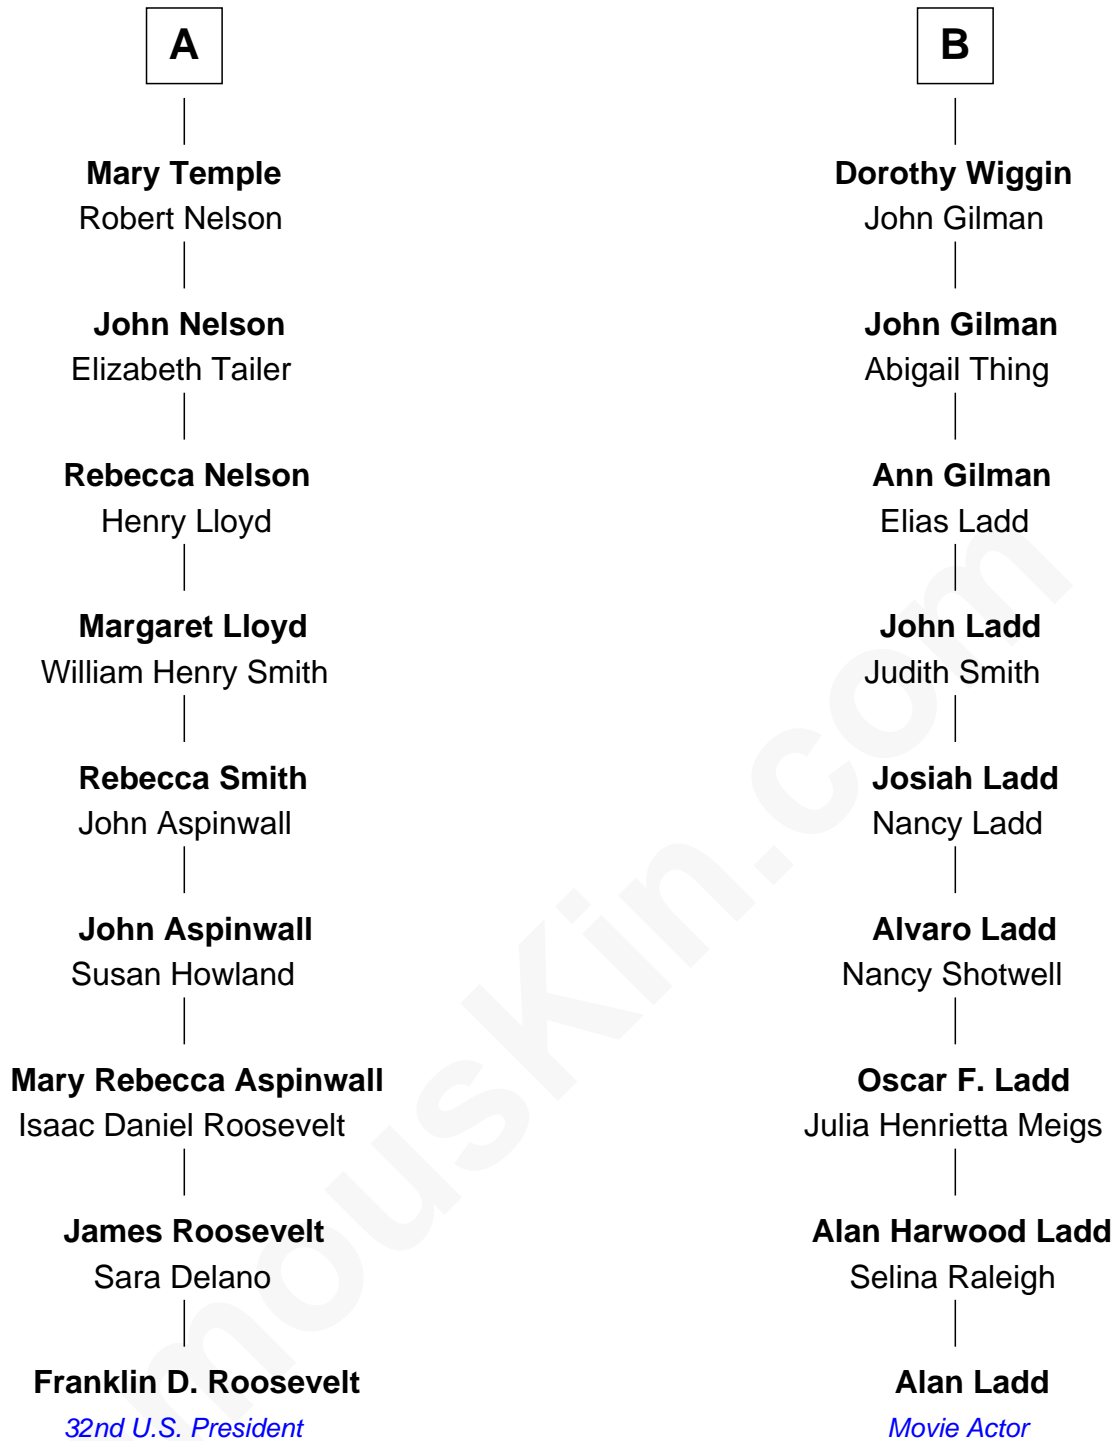 A
Mary Temple
Robert Nelson
John Nelson
Elizabeth Tailer
Rebecca Nelson
Henry Lloyd
Margaret Lloyd
William Henry Smith
Rebecca Smith
John Aspinwall
John Aspinwall
Susan Howland
Mary Rebecca Aspinwall
Isaac Daniel Roosevelt
James Roosevelt
Sara Delano
Franklin D. Roosevelt
32nd U.S. President
B
Dorothy Wiggin
John Gilman
John Gilman
Abigail Thing
Ann Gilman
Elias Ladd
John Ladd
Judith Smith
Josiah Ladd
Nancy Ladd
Alvaro Ladd
Nancy Shotwell
Oscar F. Ladd
Julia Henrietta Meigs
Alan Harwood Ladd
Selina Raleigh
Alan Ladd
Movie Actor
mousKin.com